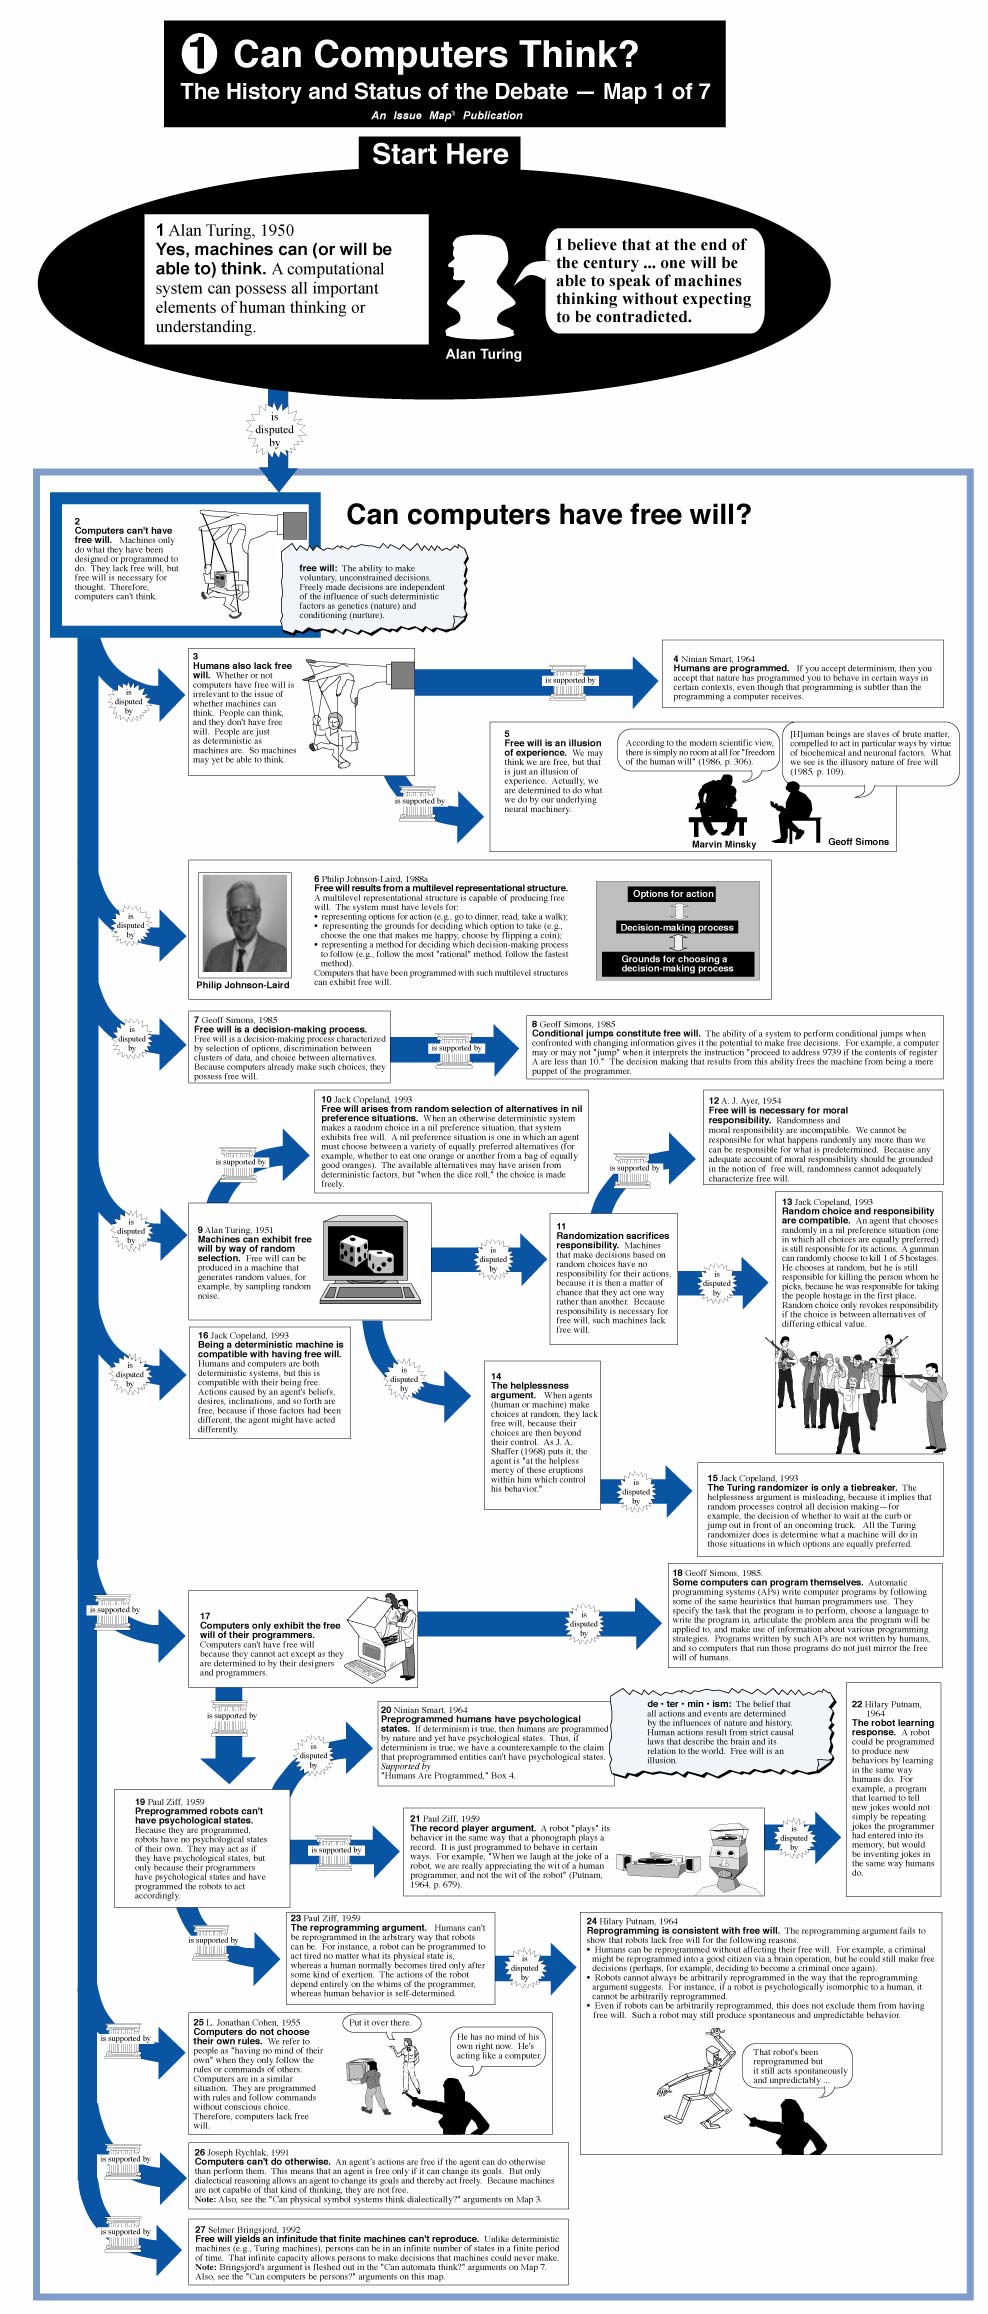 1 Can Computers Think?
The History and Status of the Debate — Map 1 of 7
An Issue Map Publication
Start Here
1 Alan Turing, 1950
Yes, machines can (or will be
able to) think. A computational
system can possess all important
elements of human thinking or
understanding.
I believe that at the end of
the century ... one will be
able to speak of machines
thinking without expecting
to be contradicted.
Alan Turing
is
disputed
by
Can computers have free will?
2
Computers can't have
free will. Machines only
do what they have been
designed or programmed to
do. They lack free will, but
free will is necessary for
thought. Therefore,
computers can't think.
free will: The ability to make
voluntary, unconstrained decisions.
Freely made decisions are independent
of the influence of such deterministic
factors as genetics (nature) and
conditioning (nurture).
is
disputed
by
3
Humans also lack free
will. Whether or not
computers have free will is
irrelevant to the issue of
whether machines can
think. People can think,
and they don't have free
will. People are just
as deterministic as
machines are. So machines
may yet be able to think.
is supported by
4 Ninian Smart, 1964
Humans are programmed. If you accept determinism, then you
accept that nature has programmed you to behave in certain ways in
certain contexts, even though that programming is subtler than the
programming a computer receives.
is supported by
5
Free will is an illusion
of experience. We may
think we are free, but that
is just an illusion of
experience. Actually, we
are determined to do what
we do by our underlying
neural machinery.
According to the modern scientific view,
there is simply no room at all for "freedom
of the human will" (1986, p. 306).
Marvin Minsky
[H]uman beings are slaves of brute matter,
compelled to act in particular ways by virtue
of biochemical and neuronal factors. What
we see is the illusory nature of free will
(1985, p. 109).
Geoff Simons
is
disputed
by
Philip Johnson-Laird
6 Philip Johnson-Laird, 1988a
Free will results from a multilevel representational structure.
A multilevel representational structure is capable of producing free
will. The system must have levels for:
• representing options for action (e.g., go to dinner, read, take a walk);
• representing the grounds for deciding which option to take (e.g.,
choose the one that makes me happy, choose by flipping a coin);
• representing a method for deciding which decision-making process
to follow (e.g., follow the most "rational" method, follow the fastest
method).
Computers that have been programmed with such multilevel structures
can exhibit free will.
Options for action
Decision-making process
Grounds for choosing a
decision-making process
is
disputed
by
7 Geoff Simons, 1985
Free will is a decision-making process.
Free will is a decision-making process characterized
by selection of options, discrimination between
clusters of data, and choice between alternatives.
Because computers already make such choices, they
possess free will.
is supported by
8 Geoff Simons, 1985
Conditional jumps constitute free will. The ability of a system to perform conditional jumps when
confronted with changing information gives it the potential to make free decisions. For example, a computer
may or may not "jump" when it interprets the instruction "proceed to address 9739 if the contents of register
A are less than 10." The decision making that results from this ability frees the machine from being a mere
puppet of the programmer.
is supported by
10 Jack Copeland, 1993
Free will arises from random selection of alternatives in nil
preference situations. When an otherwise deterministic system
makes a random choice in a nil preference situation, that system
exhibits free will. A nil preference situation is one in which an agent
must choose between a variety of equally preferred alternatives (for
example, whether to eat one orange or another from a bag of equally
good oranges). The available alternatives may have arisen from
deterministic factors, but "when the dice roll," the choice is made
freely.
is supported by
12 A. J. Ayer, 1954
Free will is necessary for moral
responsibility. Randomness and
moral responsibility are incompatible. We cannot be
responsible for what happens randomly any more than we
can be responsible for what is predetermined. Because any
adequate account of moral responsibility should be grounded
in the notion of free will, randomness cannot adequately
characterize free will.
is
disputed
by
9 Alan Turing, 1951
Machines can exhibit free
will by way of random
selection. Free will can be
produced in a machine that
generates random values, for
example, by sampling random
noise.
is
disputed
by
11
Randomization sacrifices
responsibility. Machines
that make decisions based on
random choices have no
responsibility for their actions,
because it is then a matter of
chance that they act one way
rather than another. Because
responsibility is necessary for
free will, such machines lack
free will.
is
disputed
by
13 Jack Copeland, 1993
Random choice and responsibility
are compatible. An agent that chooses
randomly in a nil preference situation (one
in which all choices are equally preferred)
is still responsible for its actions. A gunman
can randomly choose to kill 1 of 5 hostages.
He chooses at random, but he is still
responsible for killing the person whom he
picks, because he was responsible for taking
the people hostage in the first place.
Random choice only revokes responsibility
if the choice is between alternatives of
differing ethical value.
is
disputed
by
16 Jack Copeland, 1993
Being a deterministic machine is
compatible with having free will.
Humans and computers are both
deterministic systems, but this is
compatible with their being free.
Actions caused by an agent's beliefs,
desires, inclinations, and so forth are
free, because if those factors had been
different, the agent might have acted
differently.
is
disputed
by
14
The helplessness
argument. When agents
(human or machine) make
choices at random, they lack
free will, because their
choices are then beyond
their control. As J. A.
Shaffer (1968) puts it, the
agent is "at the helpless
mercy of these eruptions
within him which control
his behavior."
is
disputed
by
15 Jack Copeland, 1993
The Turing randomizer is only a tiebreaker. The
helplessness argument is misleading, because it implies that
random processes control all decision making—for
example, the decision of whether to wait at the curb or
jump out in front of an oncoming truck. All the Turing
randomizer does is determine what a machine will do in
those situations in which options are equally preferred.
is supported by
17
Computers only exhibit the free
will of their programmers.
Computers can't have free will
because they cannot act except as they
are determined to by their designers
and programmers.
is
disputed
by
18 Geoff Simons, 1985.
Some computers can program themselves. Automatic
programming systems (APs) write computer programs by following
some of the same heuristics that human programmers use. They
specify the task that the program is to perform, choose a language to
write the program in, articulate the problem area the program will be
applied to, and make use of information about various programming
strategies. Programs written by such APs are not written by humans,
and so computers that run those programs do not just mirror the free
will of humans.
is supported by
is
disputed
by
20 Ninian Smart, 1964
Preprogrammed humans have psychological
states. If determinism is true, then humans are programmed
by nature and yet have psychological states. Thus, if
determinism is true, we have a counterexample to the claim
that preprogrammed entities can't have psychological states.
Supported by
"Humans Are Programmed," Box 4.
de • ter • min • ism: The belief that
all actions and events are determined
by the influences of nature and history.
Human actions result from strict causal
laws that describe the brain and its
relation to the world. Free will is an
illusion.
22 Hilary Putnam,
1964
The robot learning
response. A robot
could be programmed
to produce new
behaviors by learning
in the same way
humans do. For
example, a program
that learned to tell
new jokes would not
simply be repeating
jokes the programmer
had entered into its
memory, but would
be inventing jokes in
the same way humans
do.
19 Paul Ziff, 1959
Preprogrammed robots can't
have psychological states.
Because they are programmed,
robots have no psychological states
of their own. They may act as if
they have psychological states, but
only because their programmers
have psychological states and have
programmed the robots to act
accordingly.
is supported by
21 Paul Ziff, 1959
The record player argument. A robot "plays" its
behavior in the same way that a phonograph plays a
record. It is just programmed to behave in certain
ways. For example, "When we laugh at the joke of a
robot, we are really appreciating the wit of a human
programmer, and not the wit of the robot" (Putnam,
1964, p. 679).
is
disputed
by
is supported by
23 Paul Ziff, 1959
The reprogramming argument. Humans can't
be reprogrammed in the arbitrary way that robots
can be. For instance, a robot can be programmed to
act tired no matter what its physical state is,
whereas a human normally becomes tired only after
some kind of exertion. The actions of the robot
depend entirely on the whims of the programmer,
whereas human behavior is self-determined.
is
disputed
by
24 Hilary Putnam, 1964
Reprogramming is consistent with free will. The reprogramming argument fails to
show that robots lack free will for the following reasons.
• Humans can be reprogrammed without affecting their free will. For example, a criminal
might be reprogrammed into a good citizen via a brain operation, but he could still make free
decisions (perhaps, for example, deciding to become a criminal once again).
• Robots cannot always be arbitrarily reprogrammed in the way that the reprogramming
argument suggests. For instance, if a robot is psychologically isomorphic to a human, it
cannot be arbitrarily reprogrammed.
• Even if robots can be arbitrarily reprogrammed, this does not exclude them from having
free will. Such a robot may still produce spontaneous and unpredictable behavior.
That robot's been
reprogrammed but
it still acts spontaneously
and unpredictably ...
is supported by
25 L. Jonathan Cohen, 1955
Computers do not choose
their own rules. We refer to
people as "having no mind of their
own" when they only follow the
rules or commands of others.
Computers are in a similar
situation. They are programmed
with rules and follow commands
without conscious choice.
Therefore, computers lack free
will.
Put it over there.
He has no mind of his
own right now. He's
acting like a computer.
is supported by
26 Joseph Rychlak, 1991
Computers can't do otherwise. An agent's actions are free if the agent can do otherwise
than perform them. This means that an agent is free only if it can change its goals. But only
dialectical reasoning allows an agent to change its goals and thereby act freely. Because machines
are not capable of that kind of thinking, they are not free.
Note: Also, see the "Can physical symbol systems think dialectically?" arguments on Map 3.
is supported by
27 Selmer Bringsjord, 1992
Free will yields an infinitude that finite machines can't reproduce. Unlike deterministic
machines (e.g., Turing machines), persons can be in an infinite number of states in a finite period
of time. That infinite capacity allows persons to make decisions that machines could never make.
Note: Bringsjord's argument is fleshed out in the "Can automata think?" arguments on Map 7.
Also, see the "Can computers be persons?" arguments on this map.